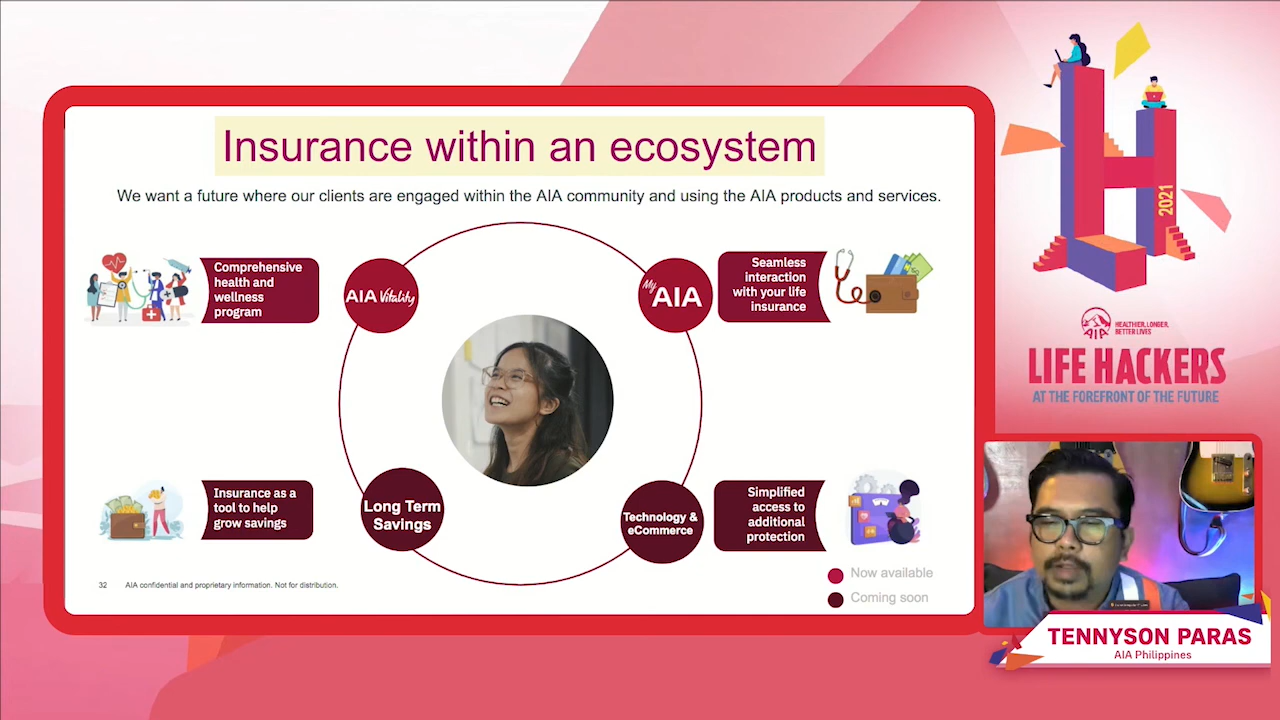 Insurance within an ecosystem
We want a future where our clients are engaged within the AIA community and using the AIA products and services.
Comprehensive
health and
wellness
program
AIA Vitality
My AIA
Seamless
interaction
with your life
insurance
Insurance as a
tool to help
grow savings
Long Term
Savings
Technology &
eCommerce
Simplified
access to
additional
protection
Now available
Coming soon
32 AIA confidential and proprietary information. Not for distribution.
2021
AIA
HEALTHIER, LONGER,
BETTER LIVES
LIFE HACKERS
AT THE FOREFRONT OF THE FUTURE
TENNYSON PARAS
AIA Philippines